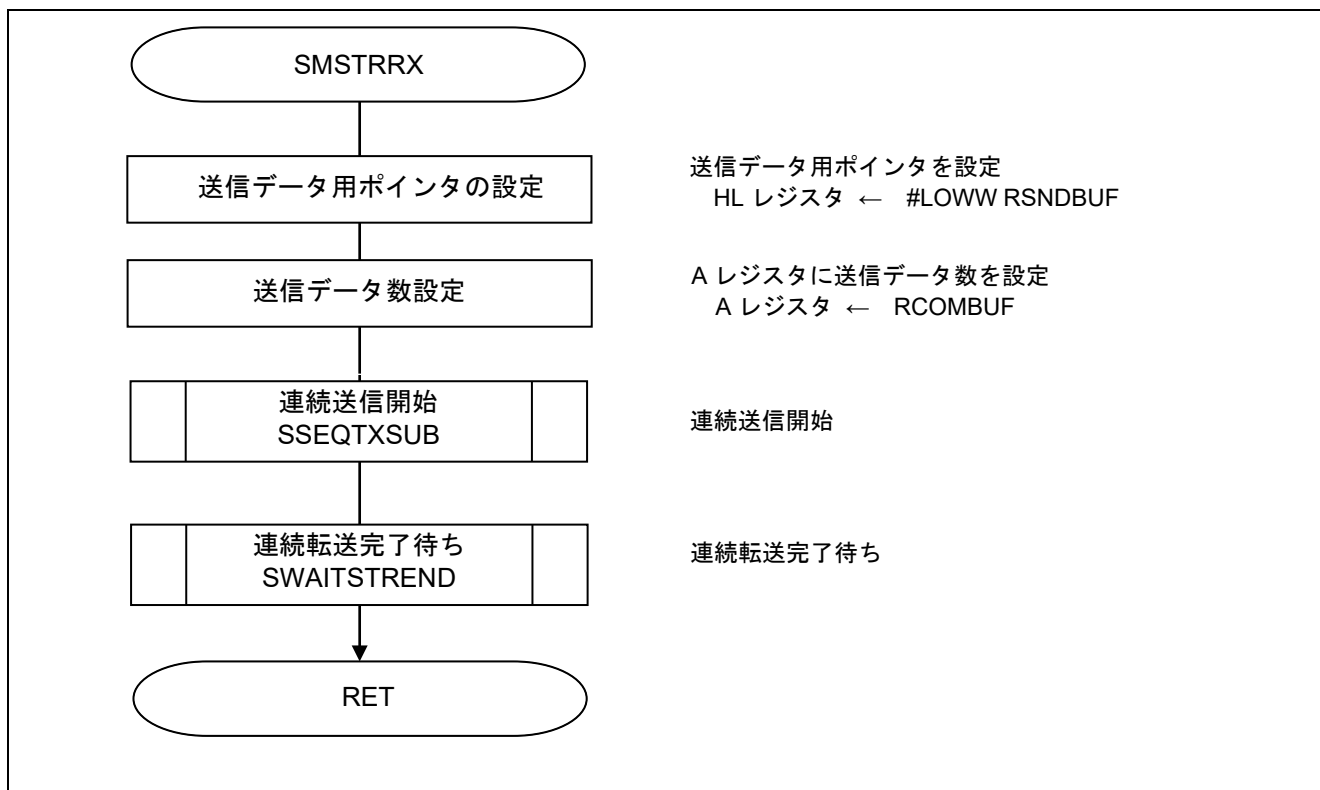 SMSTRRX
送信データ用ポインタの設定
送信データ用ポインタを設定
HL レジスタ ← #LOWW RSNDBUF
送信データ数設定
A レジスタに送信データ数を設定
A レジスタ ← RCOMBUF
連続送信開始
SSEQTXSUB
連続送信開始
連続転送完了待ち
SWAITSTREND
連続転送完了待ち
RET